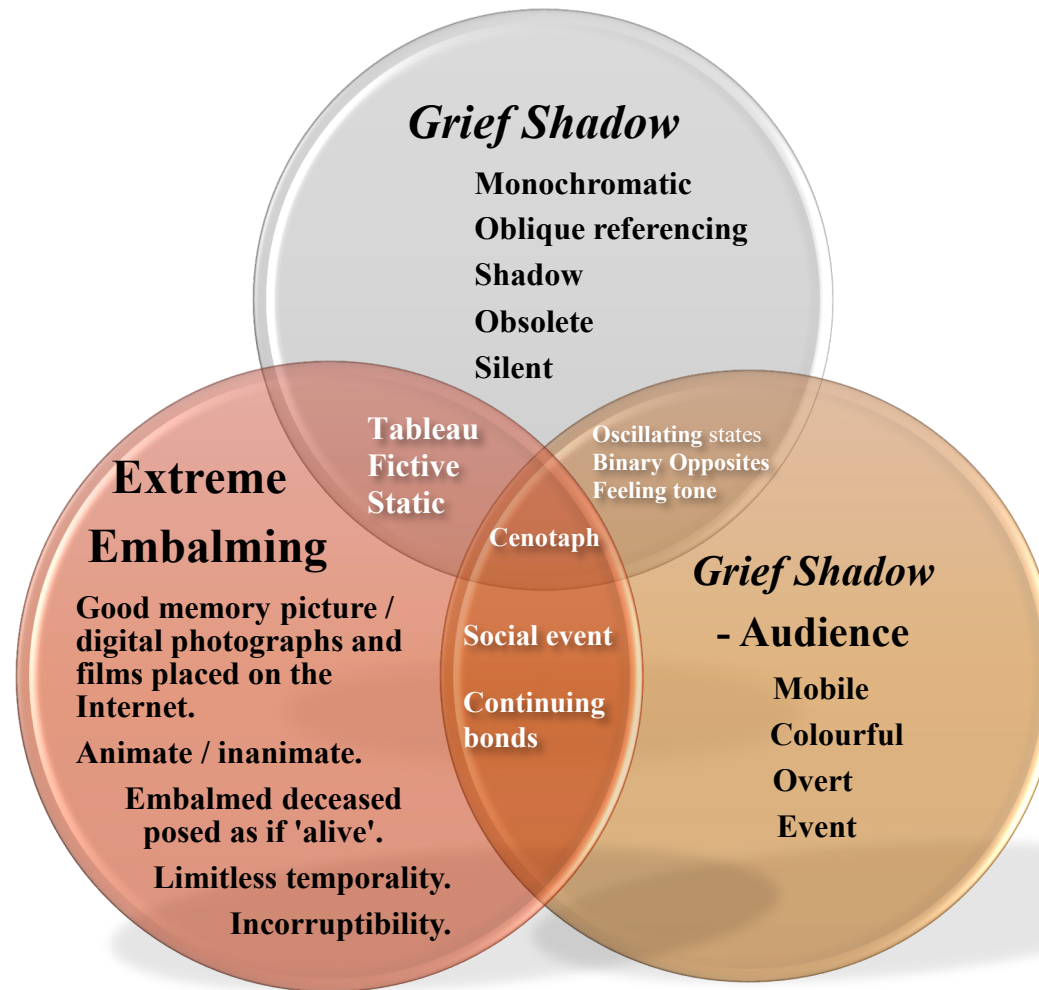 Grief Shadow
Monochromatic
Oblique referencing
Shadow
Obsolete
Silent
Tableau
Fictive
Static
Oscillating states
Binary Opposites
Feeling tone
Cenotaph
Social event
Continuing
bonds
Extreme
Embalming
Good memory picture /
digital photographs and
films placed on the
Internet.
Animate / inanimate.
Embalmed deceased
posed as if 'alive'.
Limitless temporality.
Incorruptibility.
Grief Shadow
- Audience
Mobile
Colourful
Overt
Event